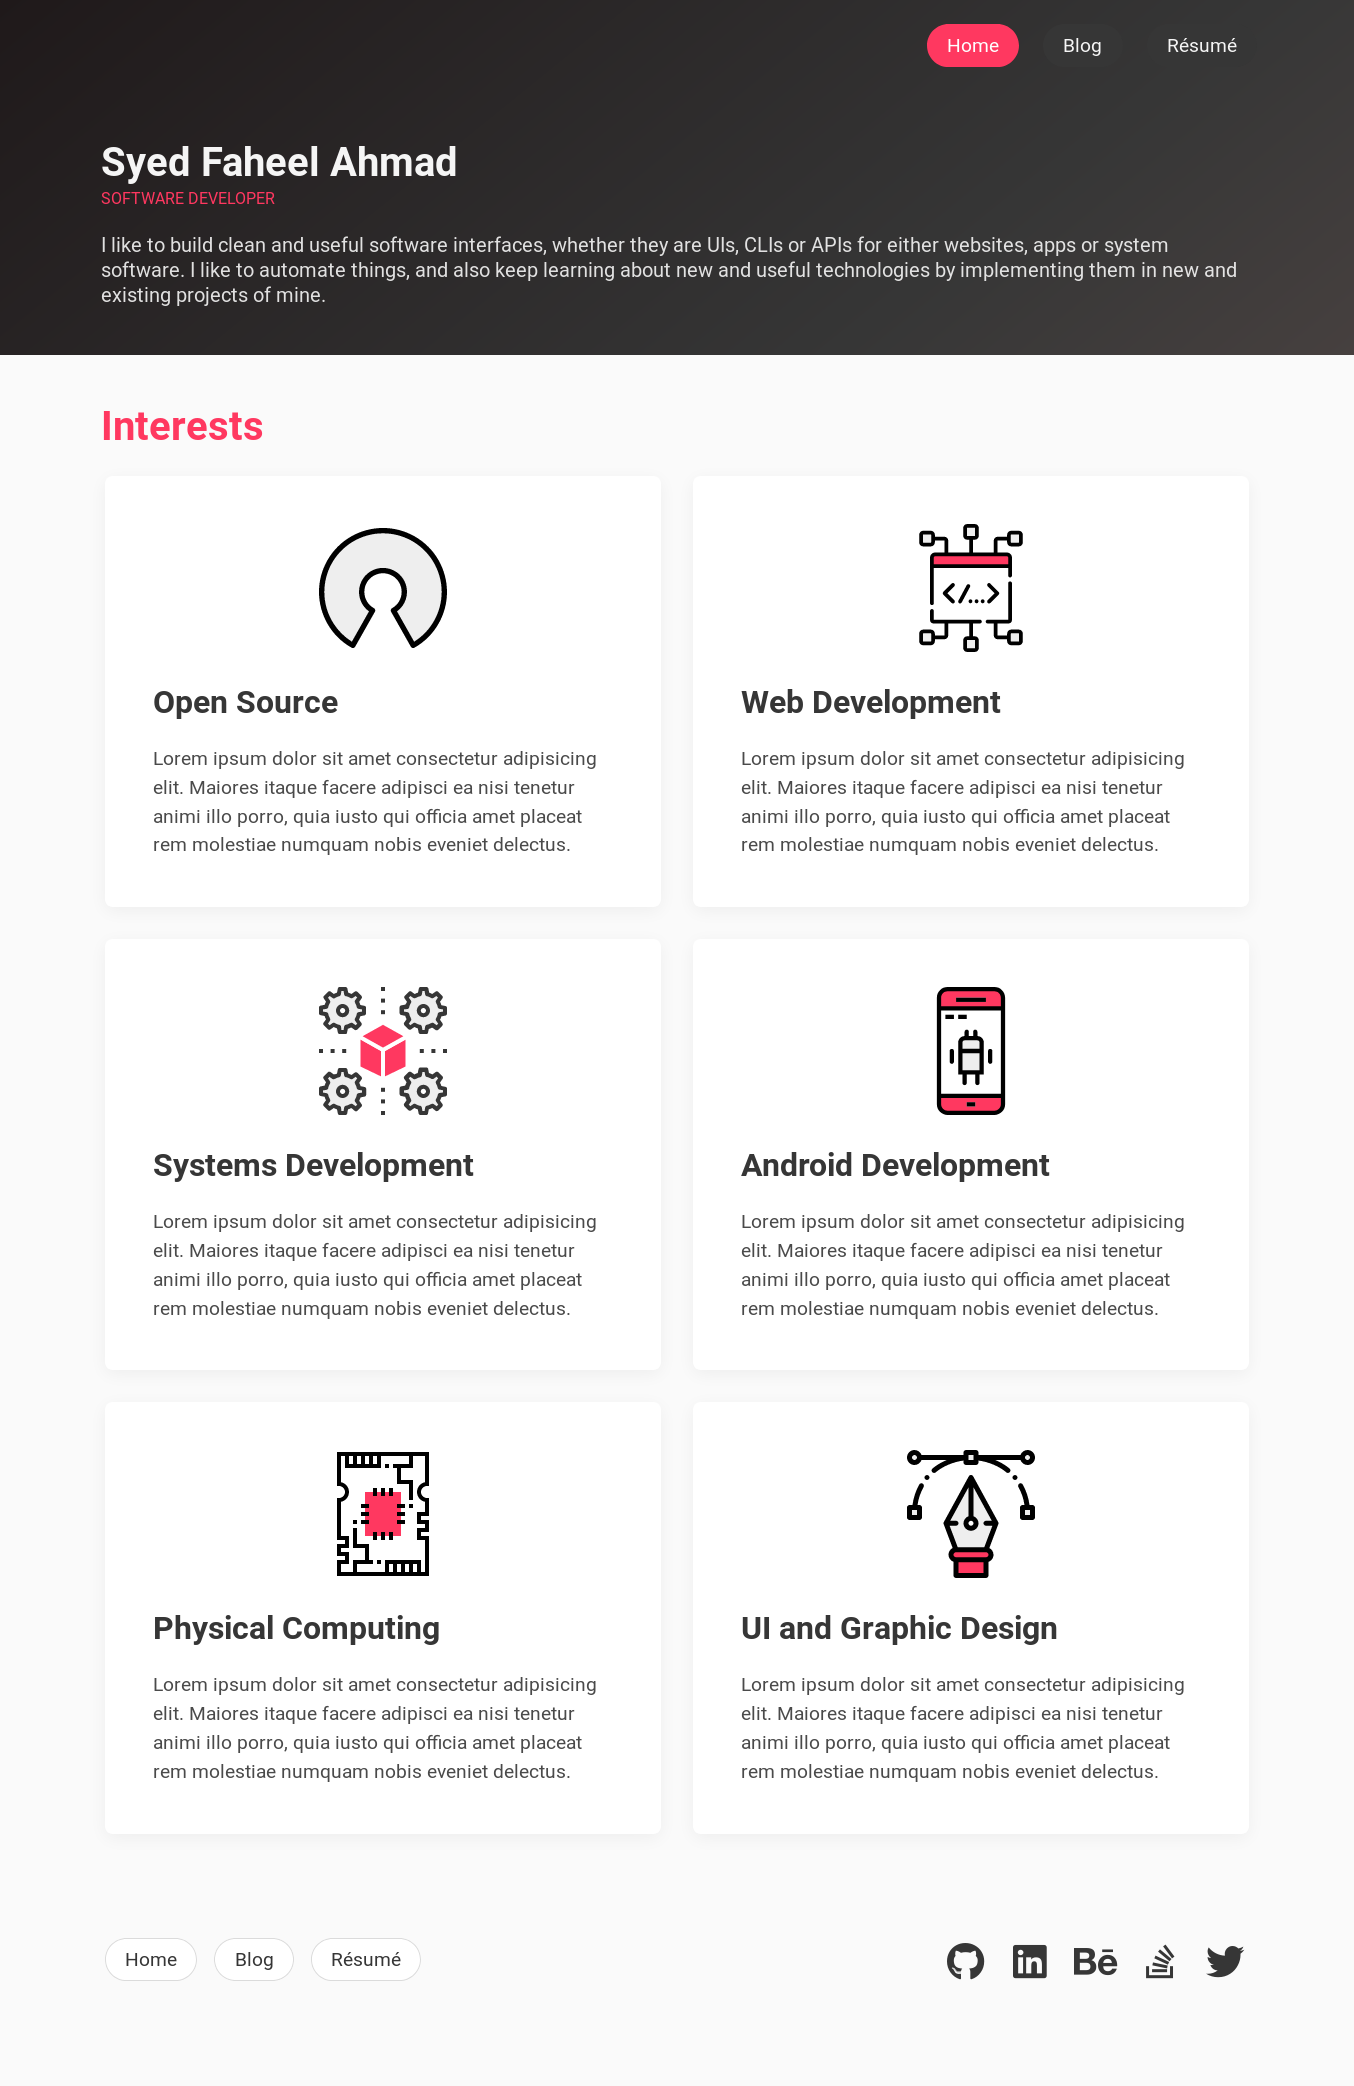 Home Blog Résumé
Syed Faheel Ahmad
SOFTWARE DEVELOPER
I like to build clean and useful software interfaces, whether they are UIs, CLIs or APIs for either websites, apps or system
software. I like to automate things, and also keep learning about new and useful technologies by implementing them in new and
existing projects of mine.
Interests
</>...
Open Source
Lorem ipsum dolor sit amet consectetur adipisicing
elit. Maiores itaque facere adipisci ea nisi tenetur
animi illo porro, quia iusto qui officia amet placeat
rem molestiae numquam nobis eveniet delectus.
Web Development
Lorem ipsum dolor sit amet consectetur adipisicing
elit. Maiores itaque facere adipisci ea nisi tenetur
animi illo porro, quia iusto qui officia amet placeat
rem molestiae numquam nobis eveniet delectus.
Systems Development
Lorem ipsum dolor sit amet consectetur adipisicing
elit. Maiores itaque facere adipisci ea nisi tenetur
animi illo porro, quia iusto qui officia amet placeat
rem molestiae numquam nobis eveniet delectus.
Android Development
Lorem ipsum dolor sit amet consectetur adipisicing
elit. Maiores itaque facere adipisci ea nisi tenetur
animi illo porro, quia iusto qui officia amet placeat
rem molestiae numquam nobis eveniet delectus.
Physical Computing
Lorem ipsum dolor sit amet consectetur adipisicing
elit. Maiores itaque facere adipisci ea nisi tenetur
animi illo porro, quia iusto qui officia amet placeat
rem molestiae numquam nobis eveniet delectus.
UI and Graphic Design
Lorem ipsum dolor sit amet consectetur adipisicing
elit. Maiores itaque facere adipisci ea nisi tenetur
animi illo porro, quia iusto qui officia amet placeat
rem molestiae numquam nobis eveniet delectus.
Home Blog Résumé in Bē